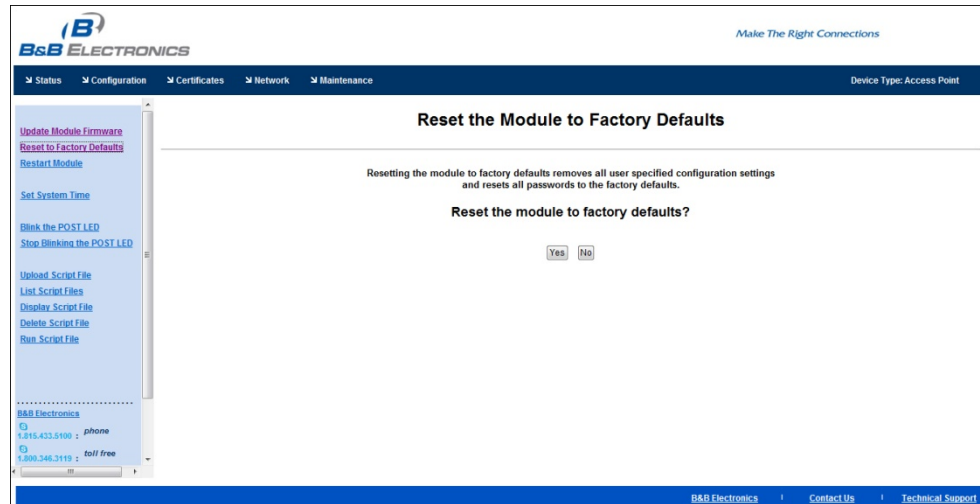 B
B&B ELECTRONICS
Make The Right Connections
Status Configuration Certificates Network Maintenance Device Type: Access Point
Update Module Firmware
Reset to Factory Defaults
Restart Module
Set System Time
Blink the POST LED
Stop Blinking the POST LED
Upload Script File
List Script Files
Display Script File
Delete Script File
Run Script File
B&B Electronics
1.815.433.5100 : phone
1.800.346.3119 : toll free
Reset the Module to Factory Defaults
Resetting the module to factory defaults removes all user specified configuration settings
and resets all passwords to the factory defaults.
Reset the module to factory defaults?
Yes No
B&B Electronics | Contact Us | Technical Support